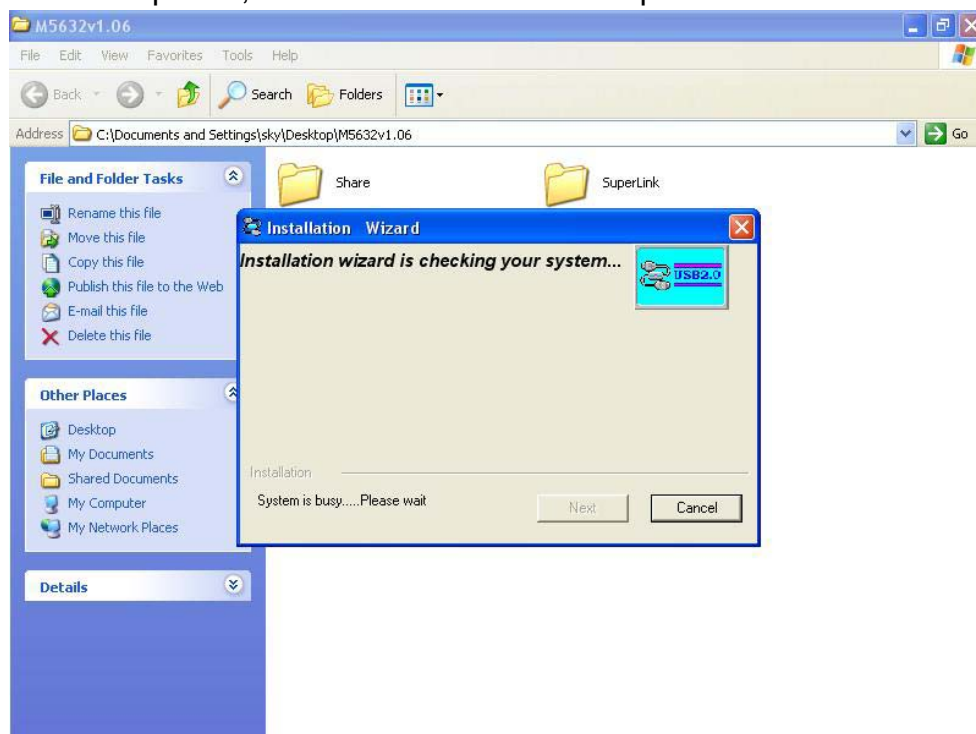 M5632v1.06
File Edit View Favorites Tools Help
Back Search Folders
Address C:\Documents and Settings\sky\Desktop\M5632v1.06 Go
File and Folder Tasks
Rename this file
Move this file
Copy this file
Publish this file to the Web
E-mail this file
Delete this file
Other Places
Desktop
My Documents
Shared Documents
My Computer
My Network Places
Details
Share SuperLink
Installation Wizard
Installation wizard is checking your system...
USB2.0
Installation
System is busy.....Please wait
Next Cancel